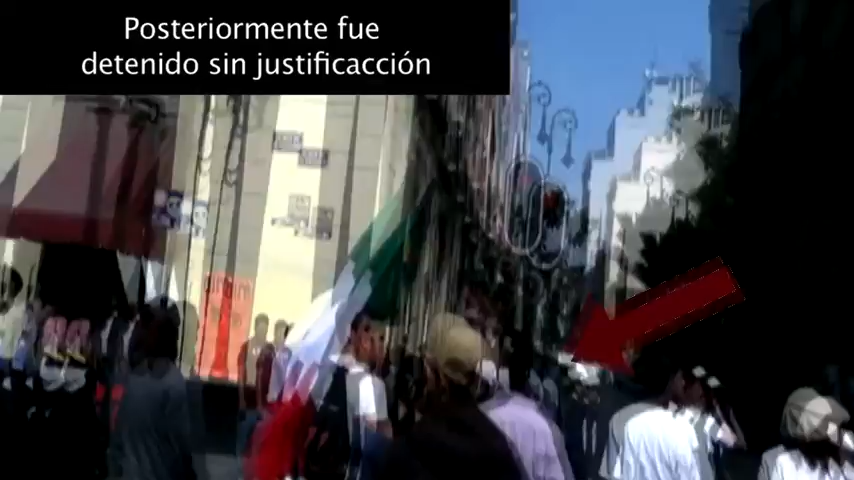 Posteriormente fue
detenido sin justificacción